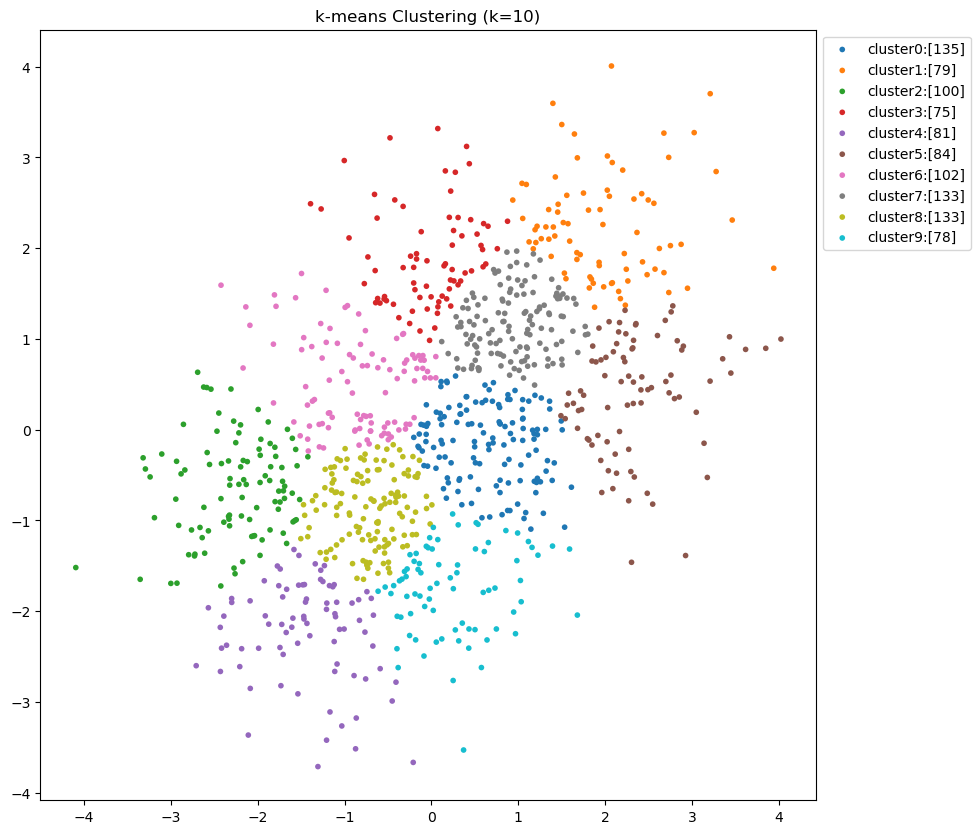 k-means Clustering (k=10)
cluster0:[135]
cluster1:[79]
cluster2:[100]
cluster3:[75]
cluster4:[81]
cluster5:[84]
cluster6:[102]
cluster7:[133]
cluster8:[133]
cluster9:[78]
4
3
2
1
0
−1
−2
−3
−4
−4 −3 −2 −1 0 1 2 3 4